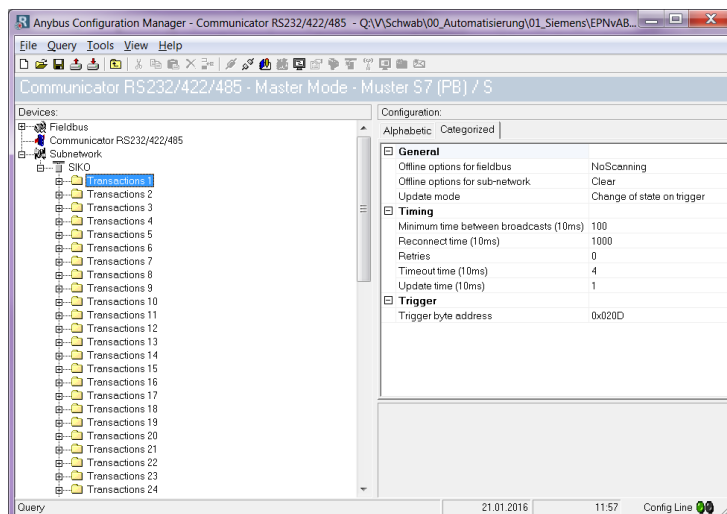 Anybus Configuration Manager - Communicator RS232/422/485 - Q:\V\Schwab\00_Automatisierung\01_Siemens\EPNvAB...
File Query Tools View Help
Communicator RS232/422/485 - Master Mode - Muster S7 (PB) / S
Devices:
Fieldbus
Communicator RS232/422/485
Subnetwork
SIKO
Transactions 1
Transactions 2
Transactions 3
Transactions 4
Transactions 5
Transactions 6
Transactions 7
Transactions 8
Transactions 9
Transactions 10
Transactions 11
Transactions 12
Transactions 13
Transactions 14
Transactions 15
Transactions 16
Transactions 17
Transactions 18
Transactions 19
Transactions 20
Transactions 21
Transactions 22
Transactions 23
Transactions 24
Configuration:
Alphabetic Categorized
General
Offline options for fieldbus NoScanning
Offline options for sub-network Clear
Update mode Change of state on trigger
Timing
Minimum time between broadcasts (10ms) 100
Reconnect time (10ms) 1000
Retries 0
Timeout time (10ms) 4
Update time (10ms) 1
Trigger
Trigger byte address 0x020D
Query 21.01.2016 11:57 Config Line